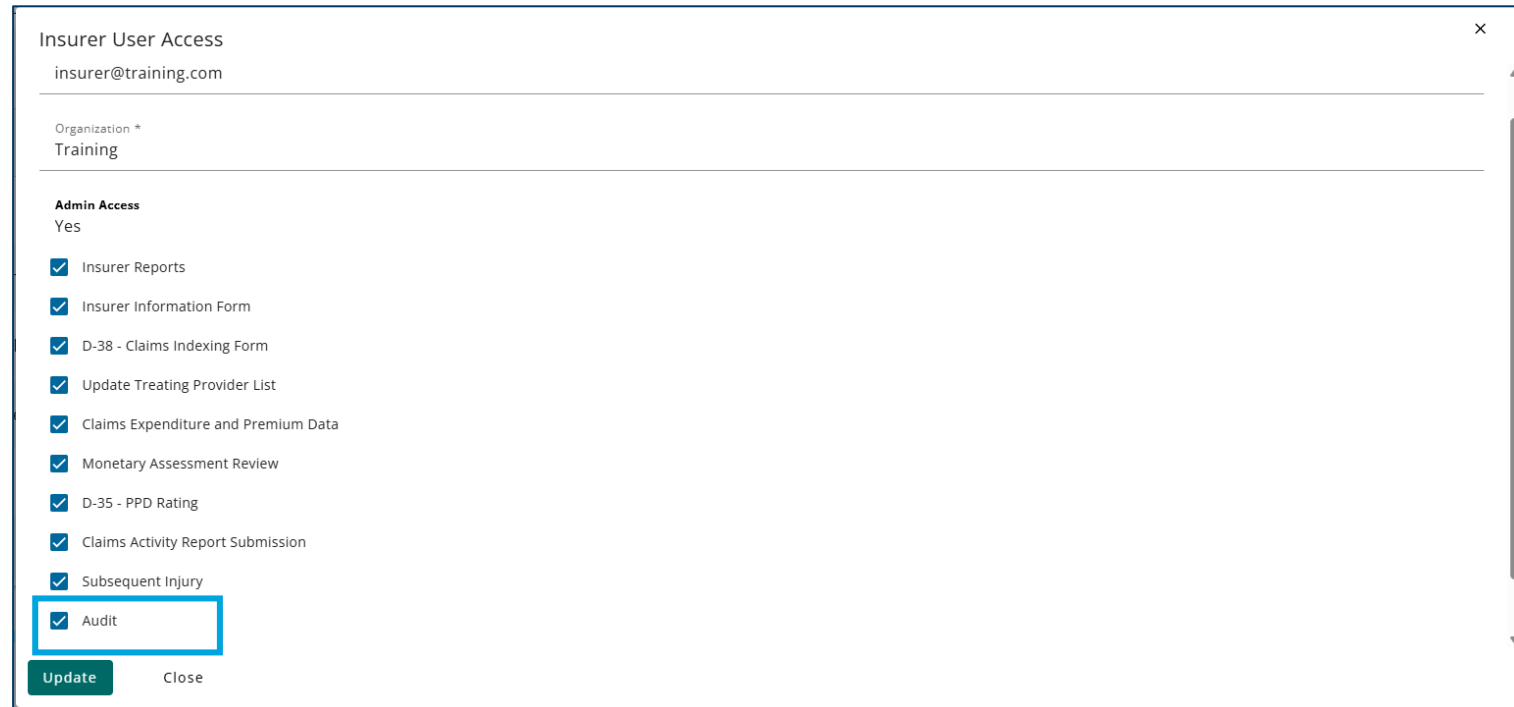 Insurer User Access
insurer@training.com
Organization *
Training
Admin Access
Yes
Insurer Reports
Insurer Information Form
D-38 - Claims Indexing Form
Update Treating Provider List
Claims Expenditure and Premium Data
Monetary Assessment Review
D-35 - PPD Rating
Claims Activity Report Submission
Subsequent Injury
Audit
Update Close